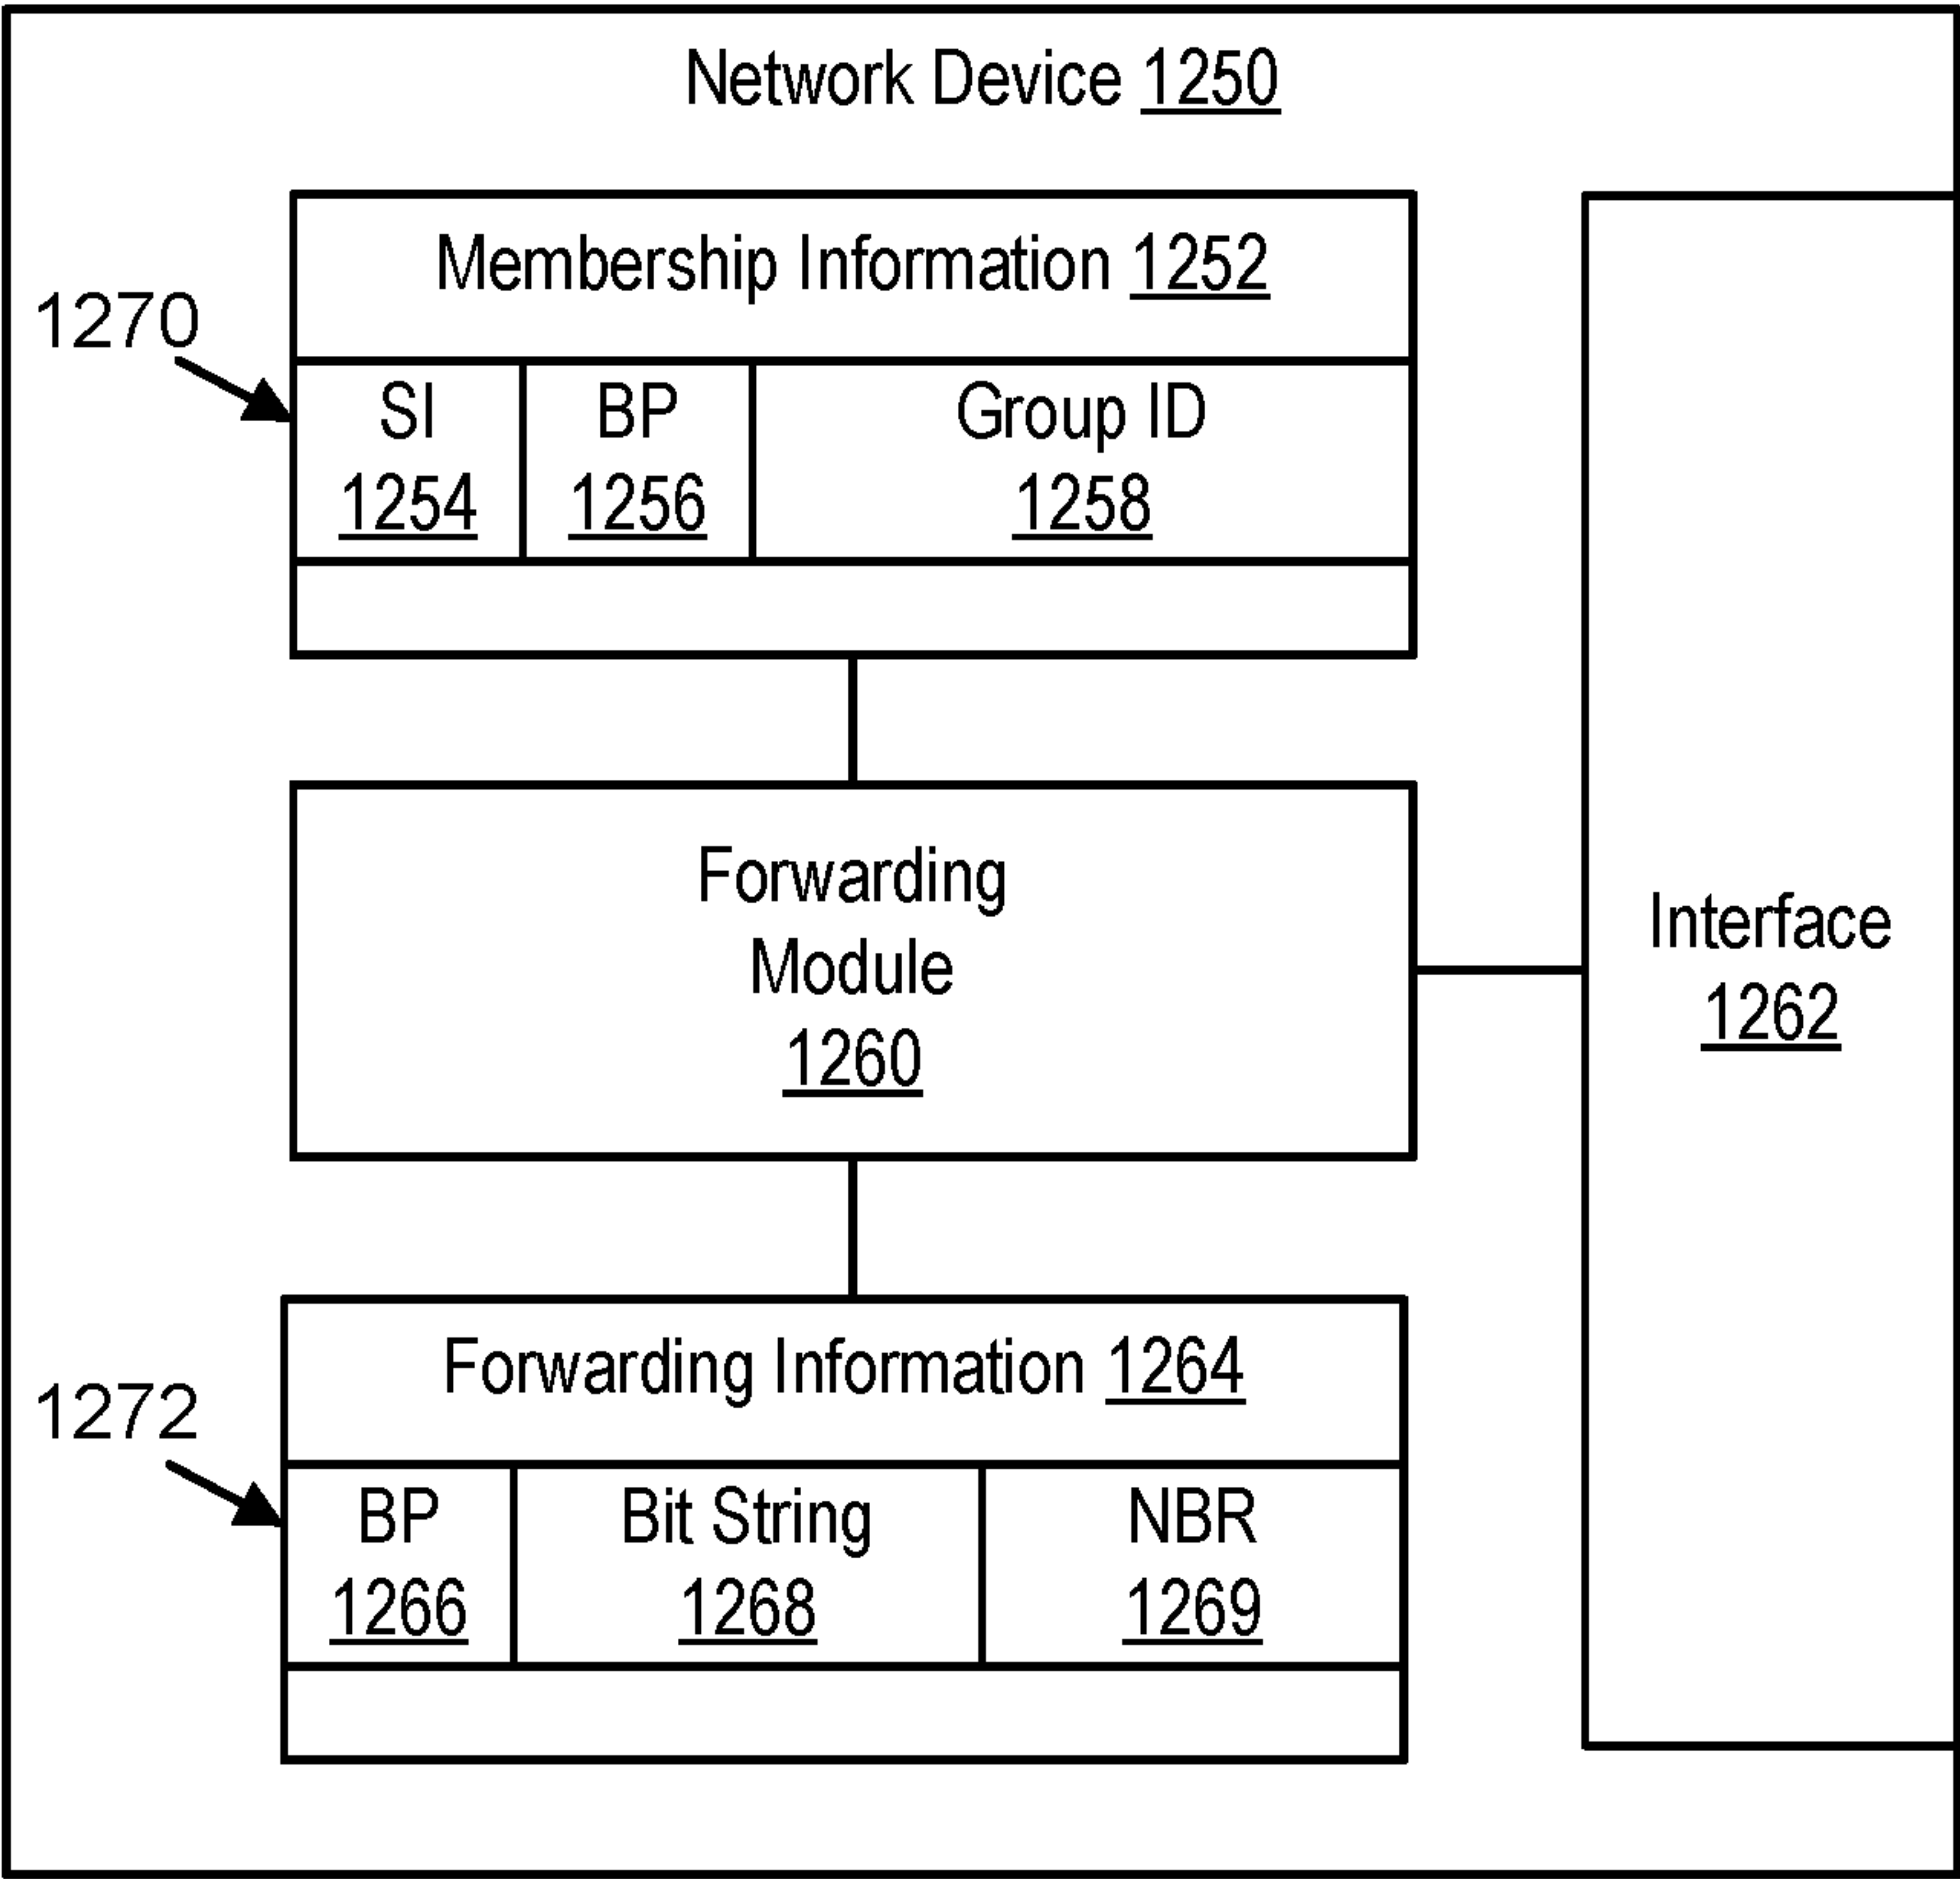 Network Device 1250
Membership Information 1252
1270
SI BP Group ID
1254 1256 1258
Forwarding
Module
1260
Interface
1262
Forwarding Information 1264
1272
BP Bit String NBR
1266 1268 1269